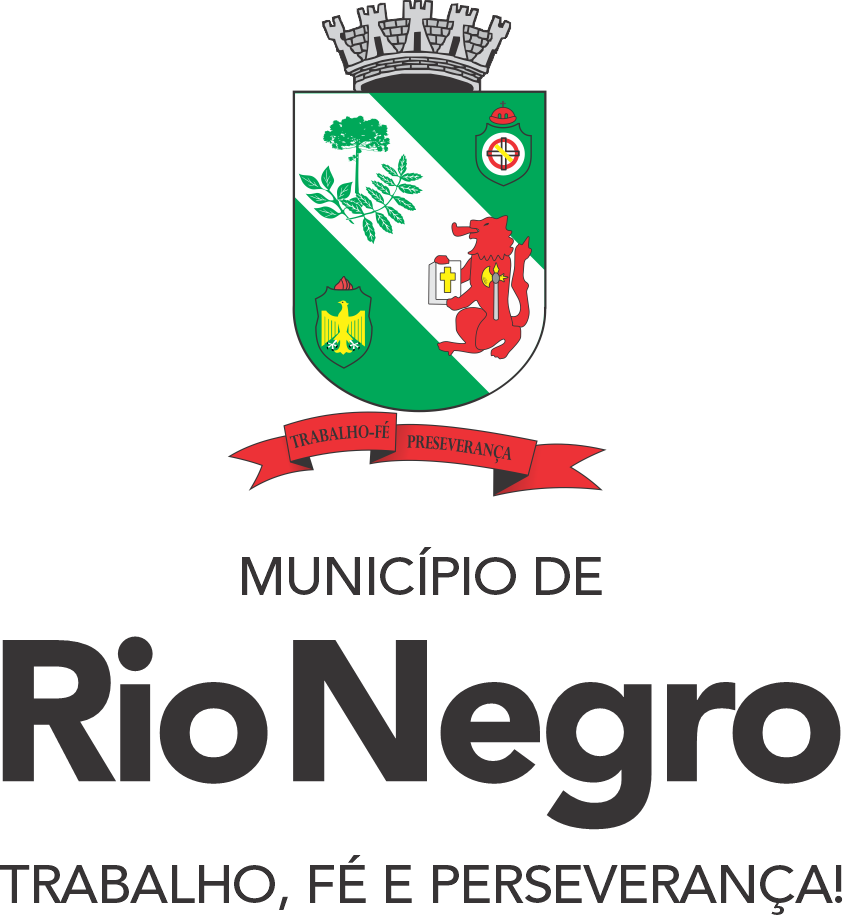 TRABALHO-FÉ PRESEVERANÇA
MUNICÍPIO DE
Rio Negro
TRABALHO, FÉ E PERSEVERANÇA!